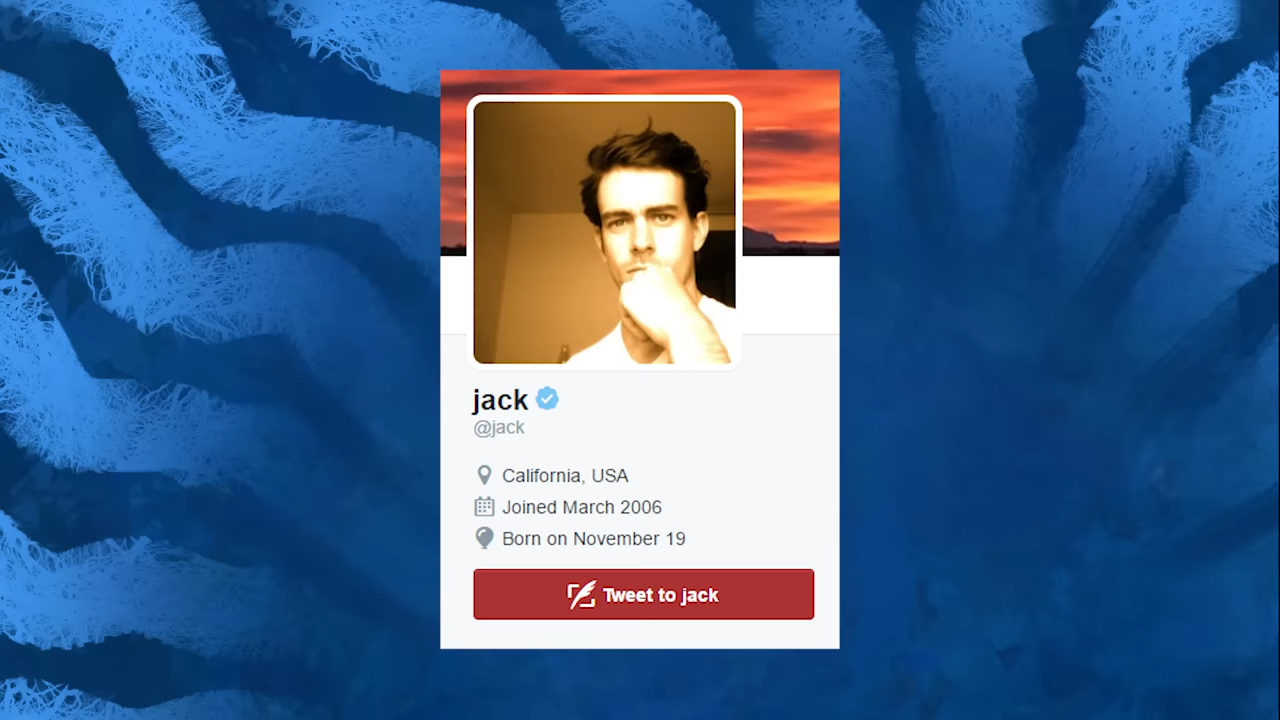 jack
@jack
California, USA
Joined March 2006
Born on November 19
Tweet to jack